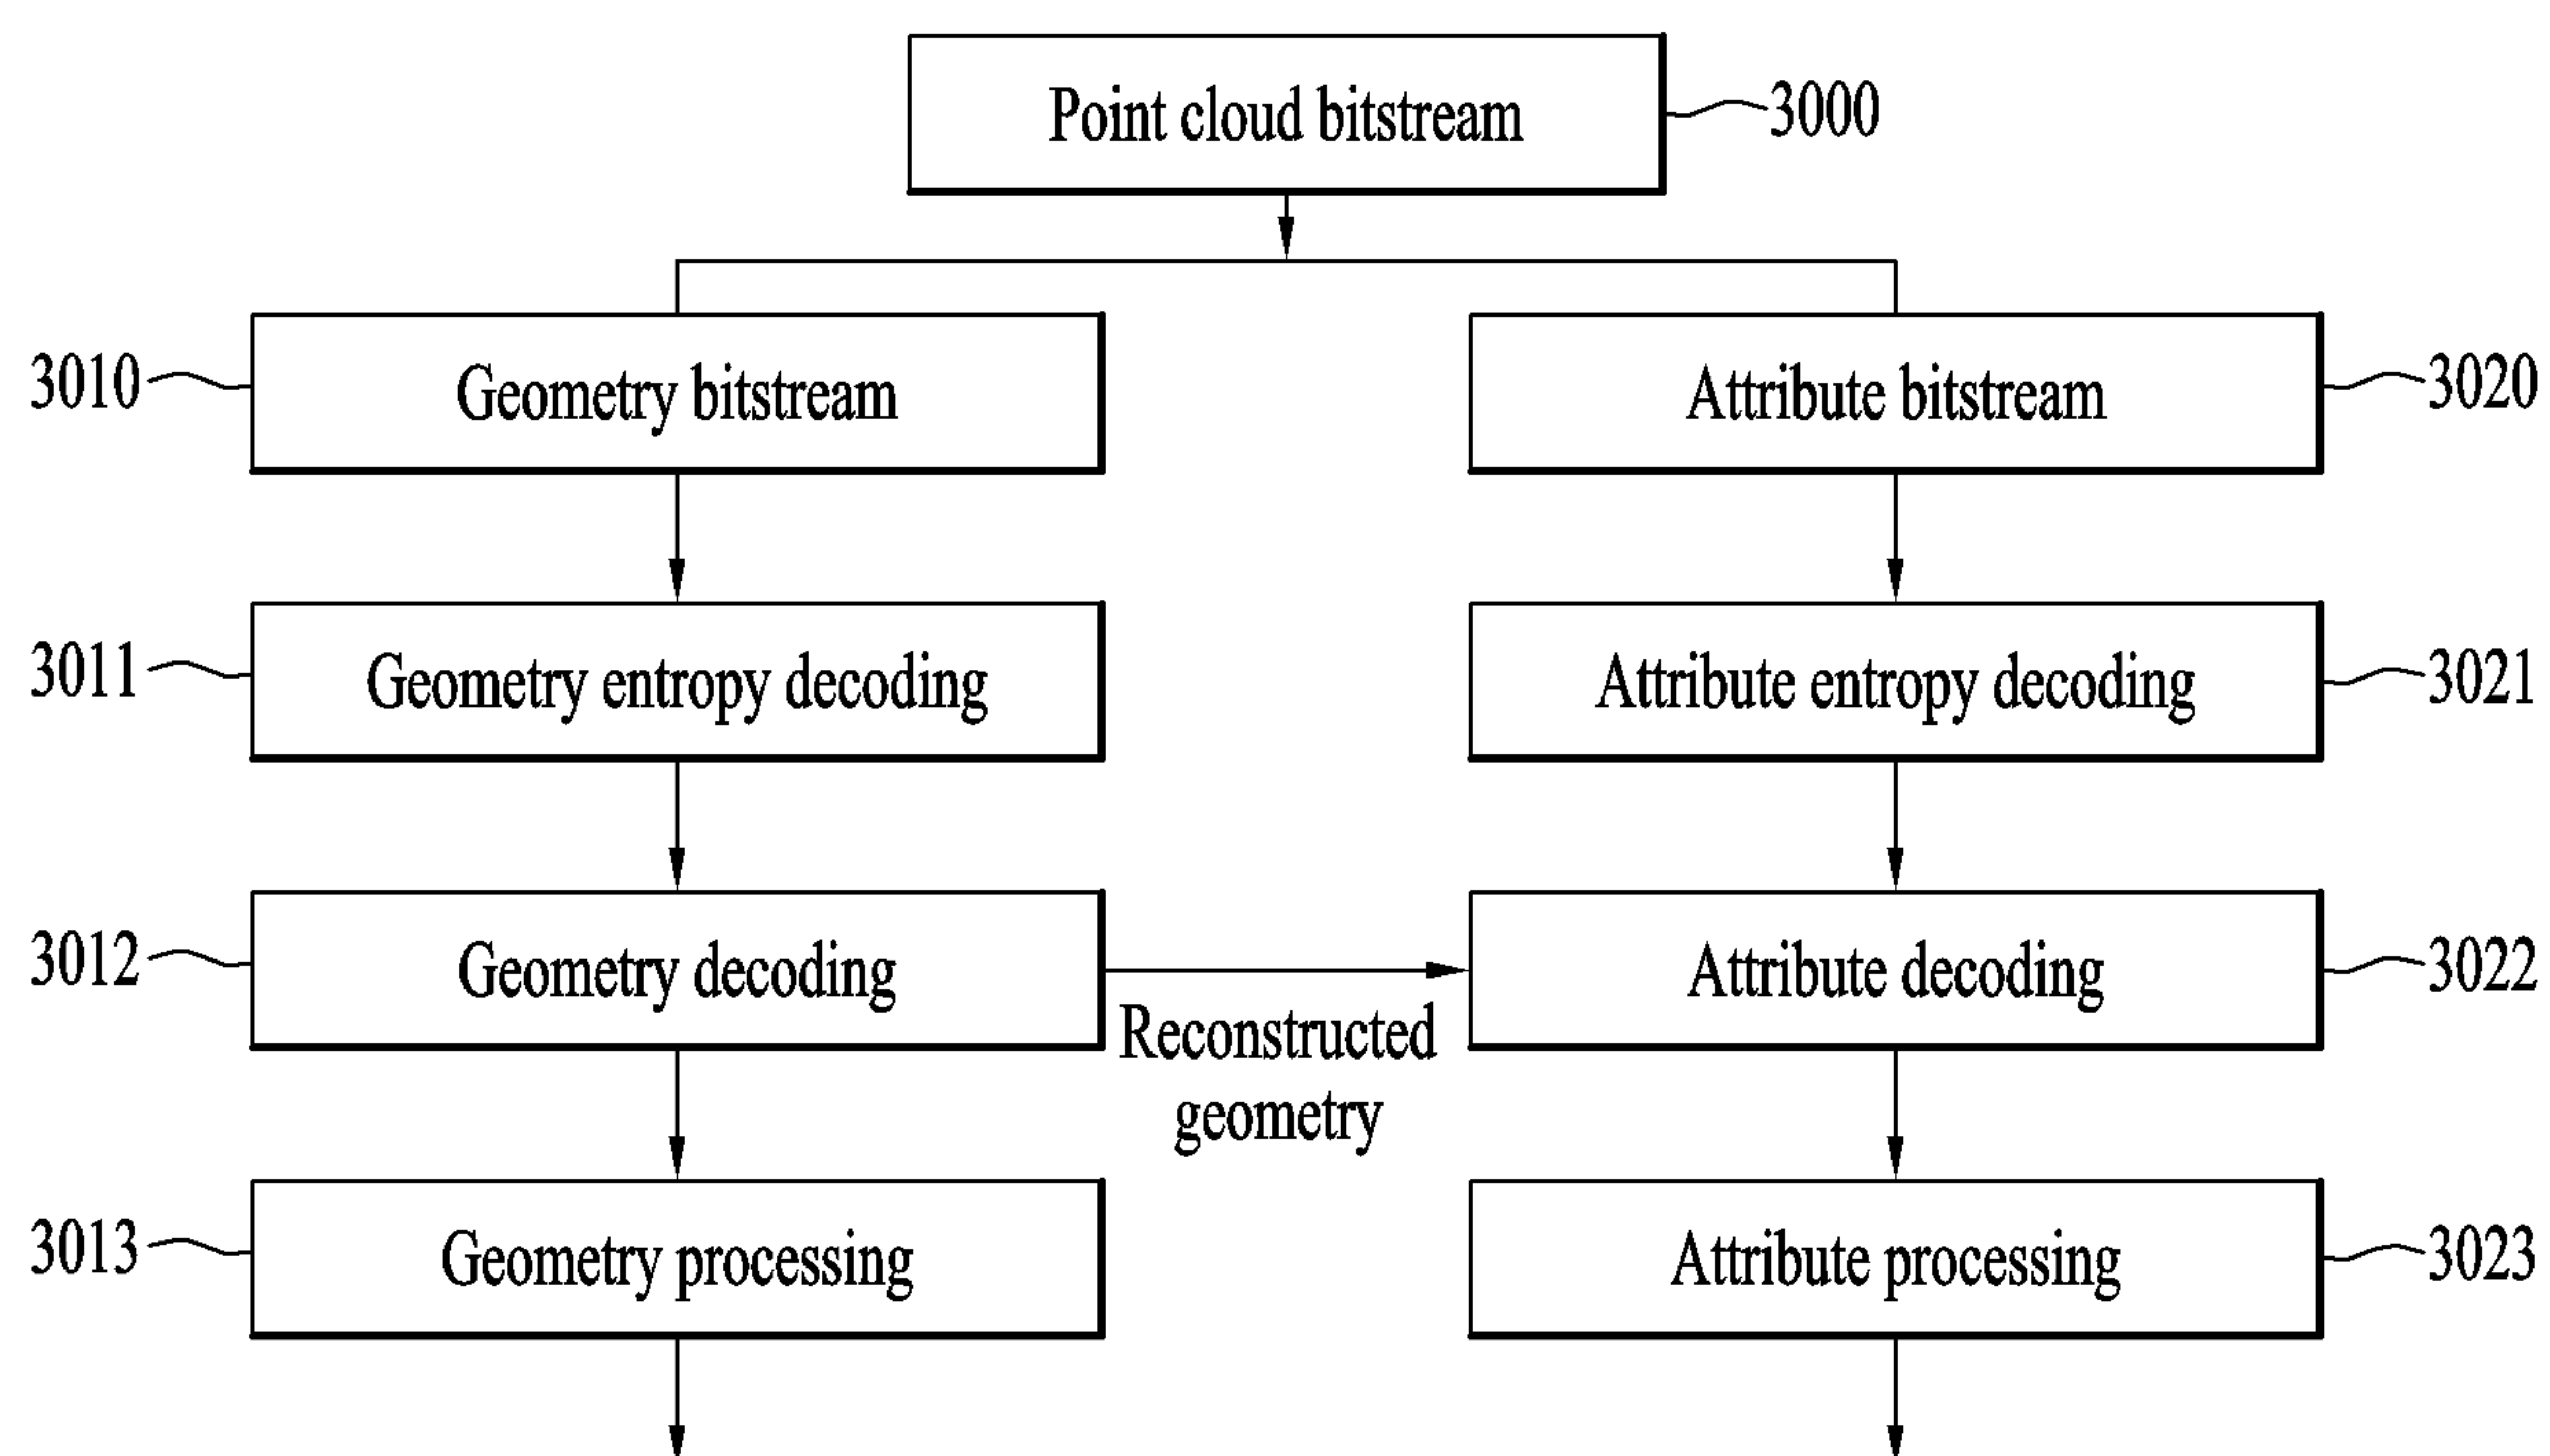 Point cloud bitstream
3000
3010
Geometry bitstream
Attribute bitstream
3020
3011
Geometry entropy decoding
Attribute entropy decoding
3021
3012
Geometry decoding
Reconstructed
geometry
Attribute decoding
3022
3013
Geometry processing
Attribute processing
3023